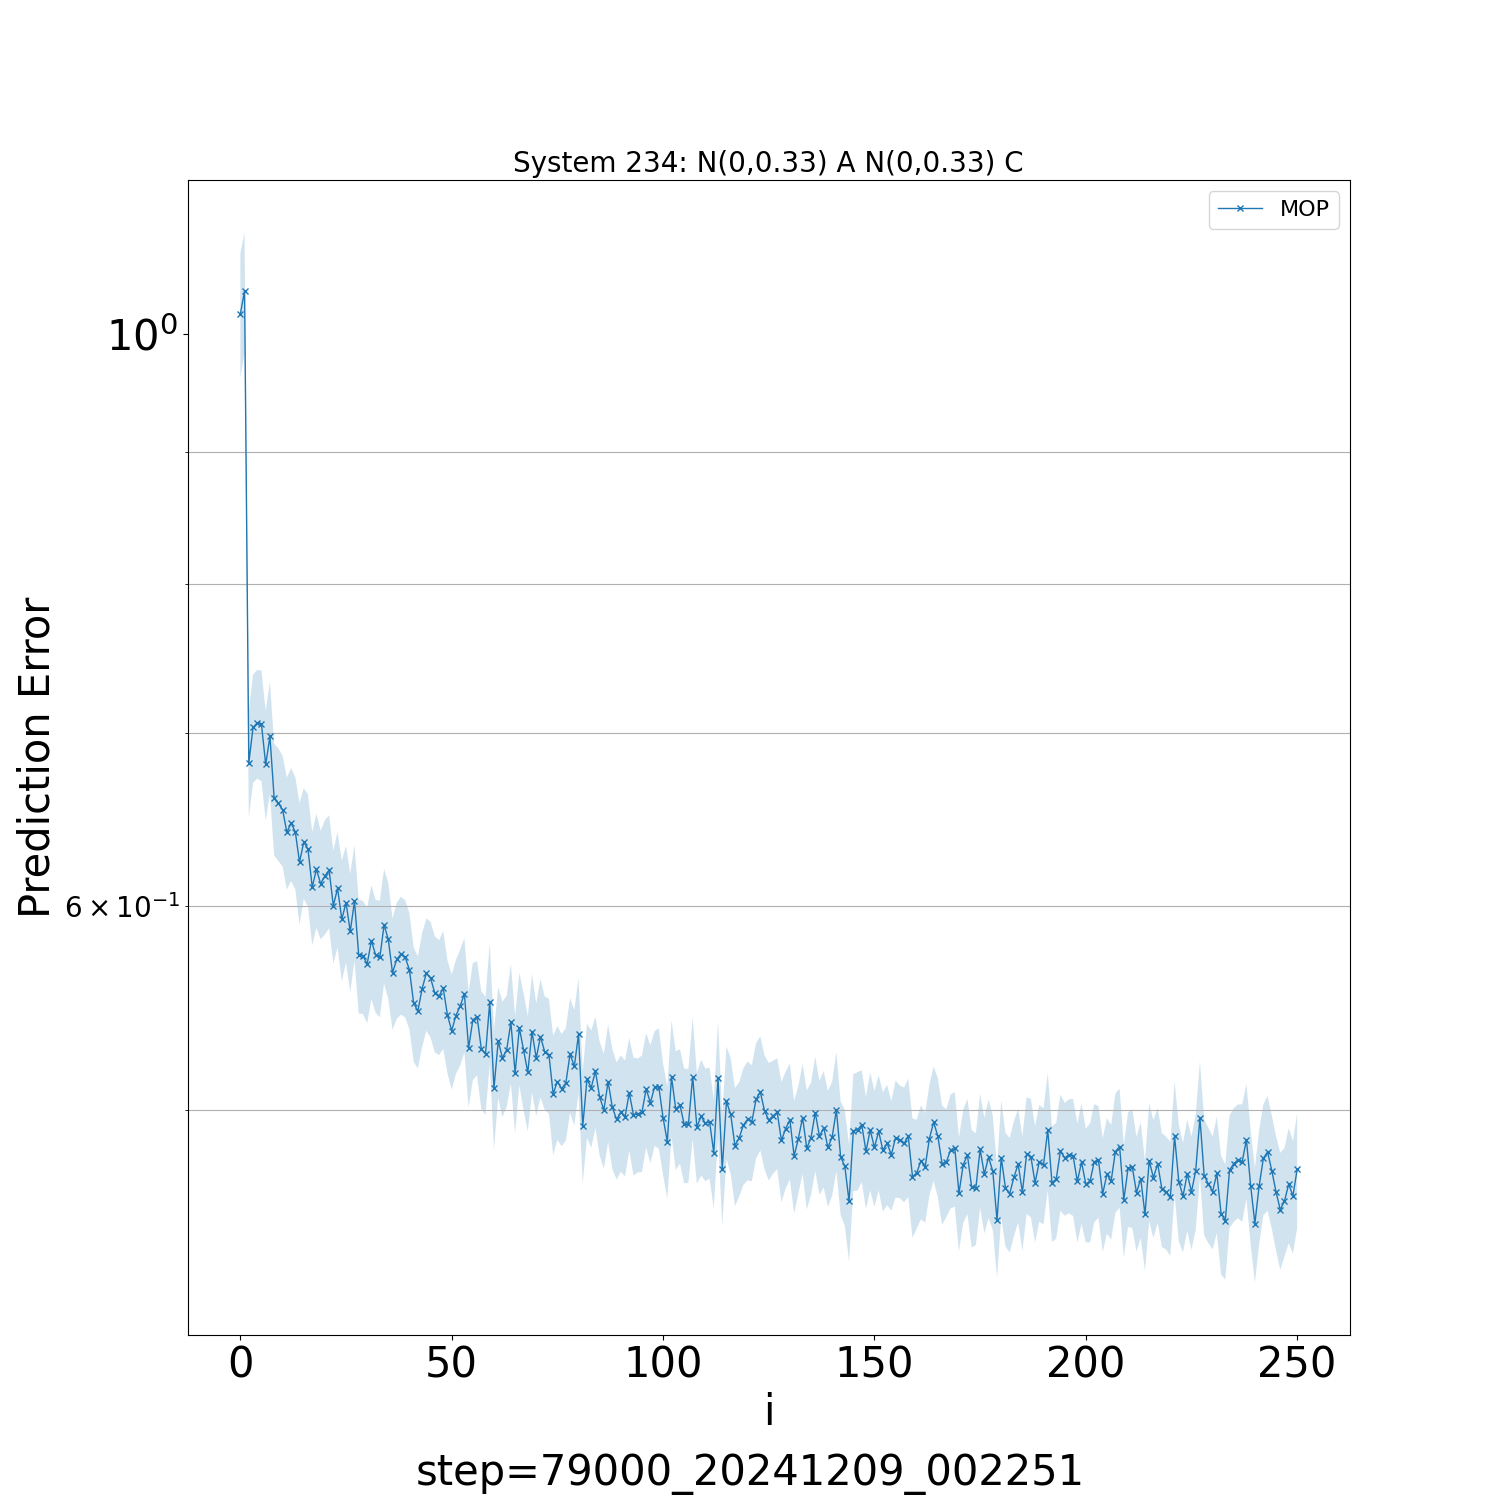 System 234: N(0,0.33) A N(0,0.33) C
MOP
10⁰
6 × 10⁻¹
Prediction Error
0 50 100 150 200 250
i
step=79000_20241209_002251